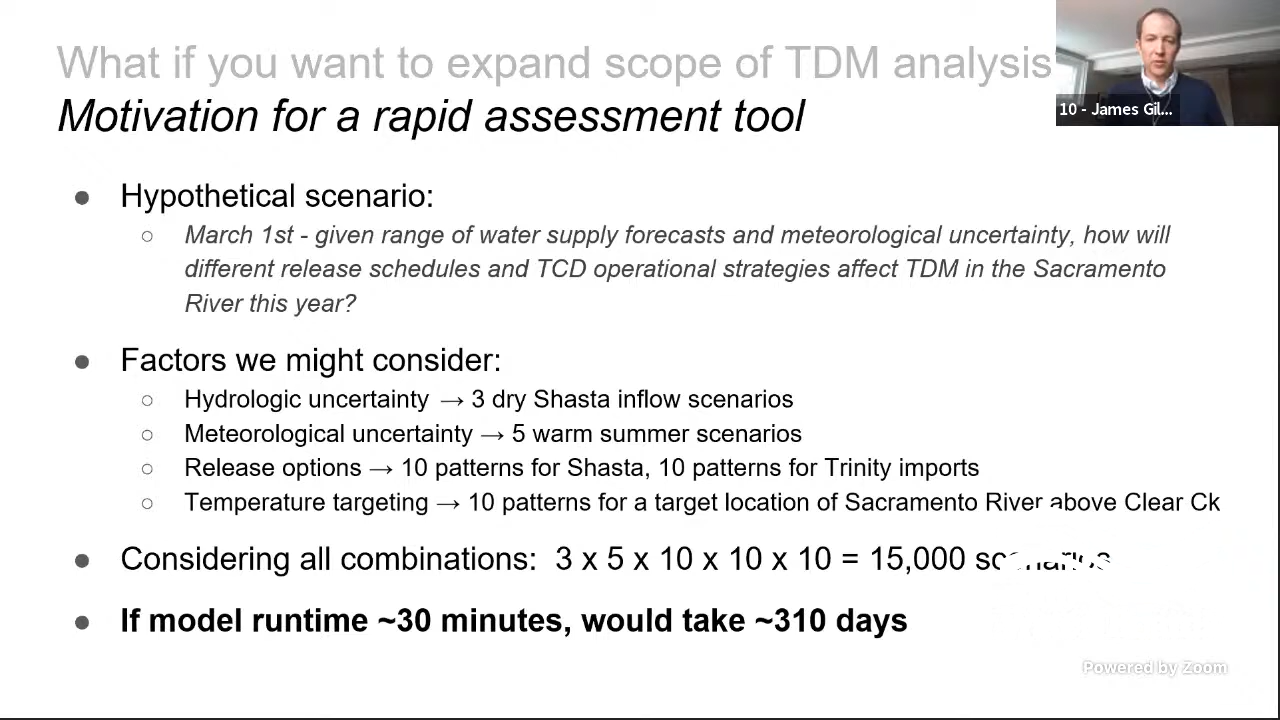 What if you want to expand scope of TDM analysis
Motivation for a rapid assessment tool
10 - James Gil...
● Hypothetical scenario:
○ March 1st - given range of water supply forecasts and meteorological uncertainty, how will
different release schedules and TCD operational strategies affect TDM in the Sacramento
River this year?
● Factors we might consider:
○ Hydrologic uncertainty → 3 dry Shasta inflow scenarios
○ Meteorological uncertainty → 5 warm summer scenarios
○ Release options → 10 patterns for Shasta, 10 patterns for Trinity imports
○ Temperature targeting → 10 patterns for a target location of Sacramento River above Clear Ck
● Considering all combinations: 3 x 5 x 10 x 10 x 10 = 15,000 scenarios
● If model runtime ~30 minutes, would take ~310 days
Powered by Zoom